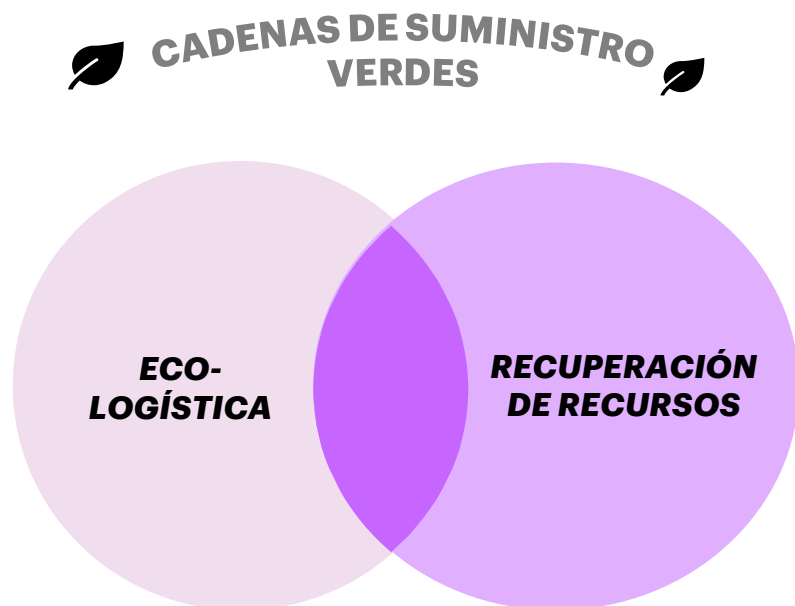 CADENAS DE SUMINISTRO
VERDES
ECO-
LOGÍSTICA
RECUPERACIÓN
DE RECURSOS